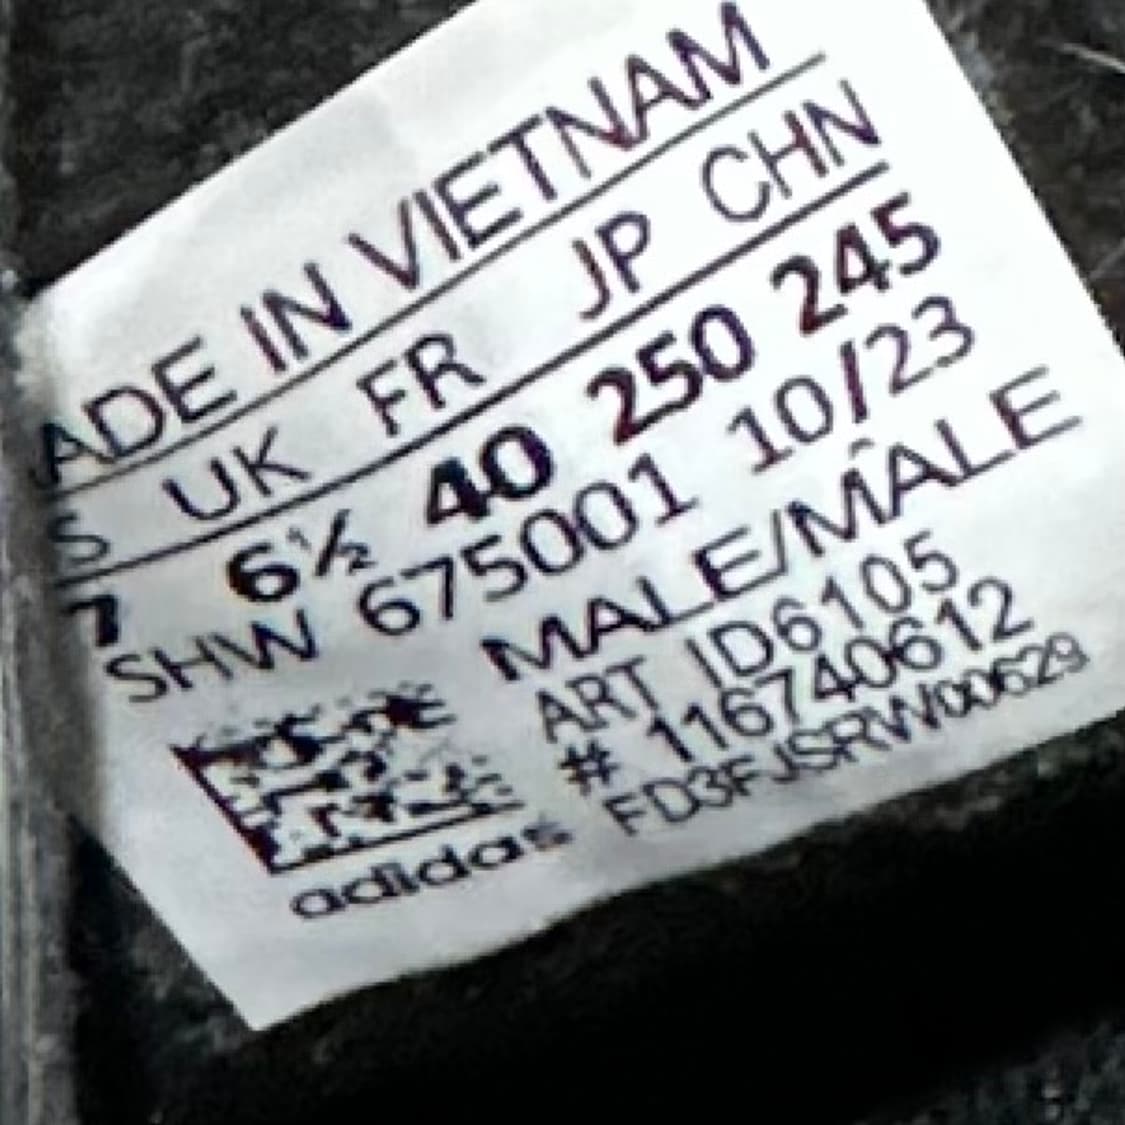 ADE IN VIETNAM
S UK FR JP CHN
7 6½ 40 250 245
SHW 675001 10/23
MALE/MÂLE
ART ID6105
# 116740612
FD3FJSRW00629
adidas